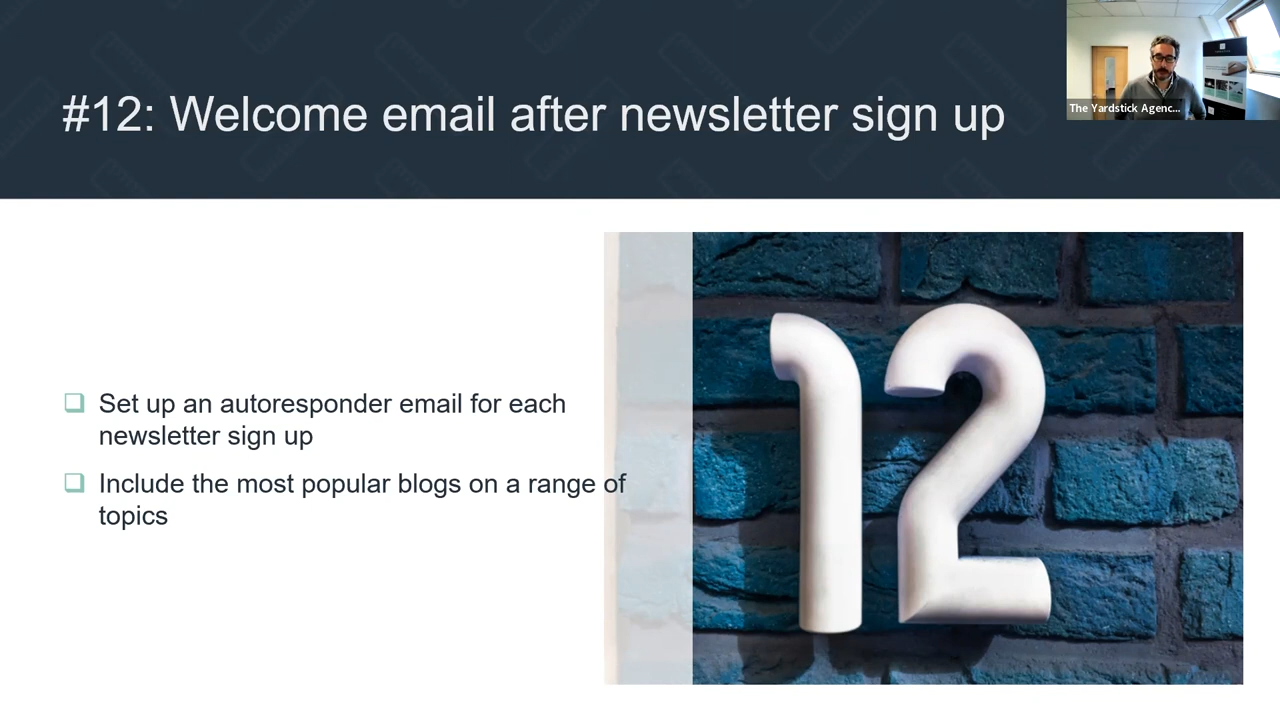 #12: Welcome email after newsletter sign up
The Yardstick Agenc...
Set up an autoresponder email for each
newsletter sign up
Include the most popular blogs on a range of
topics
12